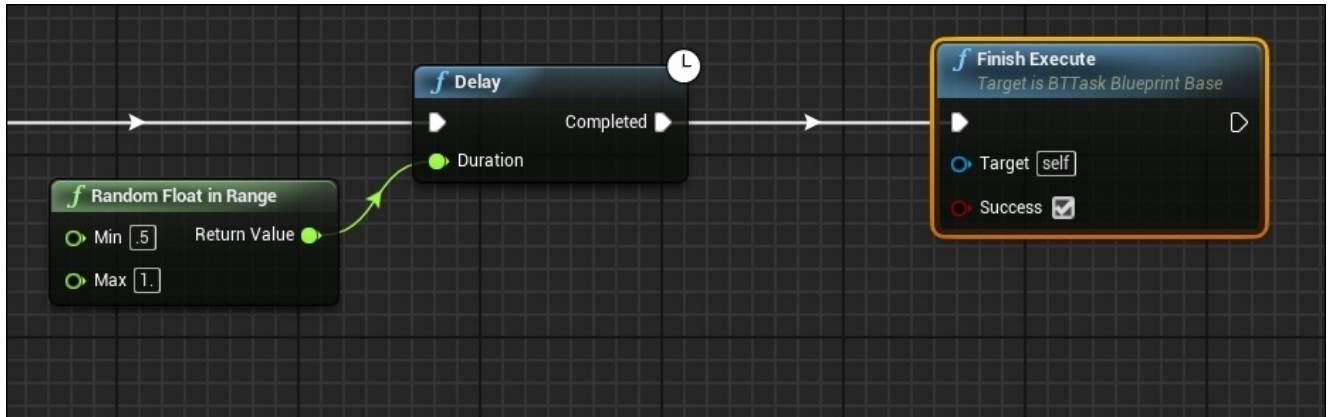 f Delay
Completed
Duration
f Random Float in Range
Min .5 Return Value
Max 1.
f Finish Execute
Target is BTTask Blueprint Base
Target self
Success